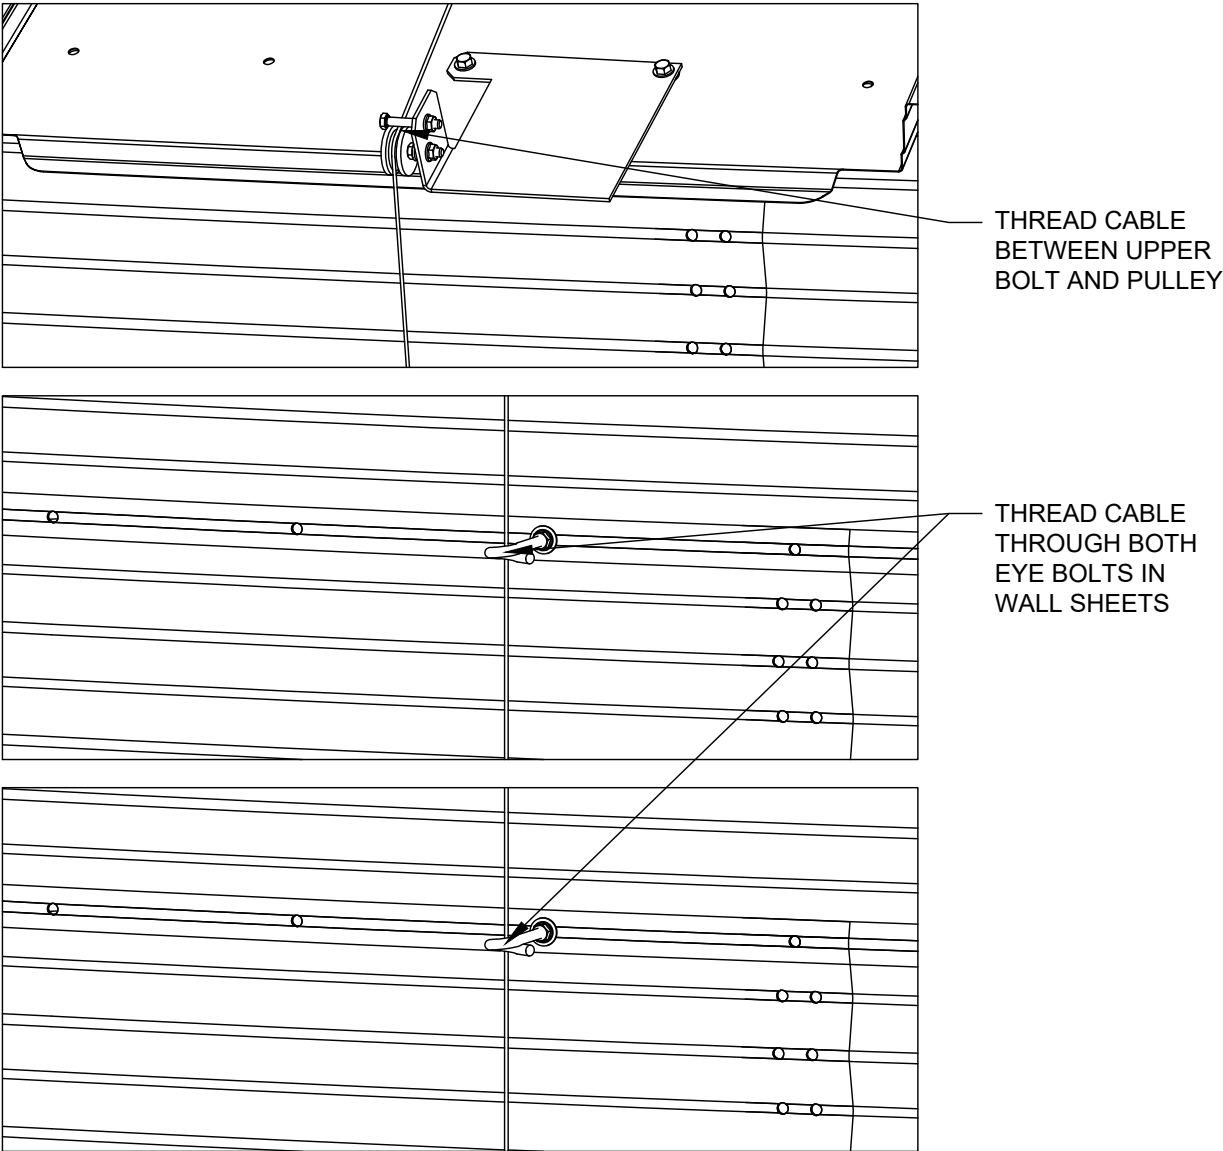 THREAD CABLE
BETWEEN UPPER
BOLT AND PULLEY
THREAD CABLE
THROUGH BOTH
EYE BOLTS IN
WALL SHEETS